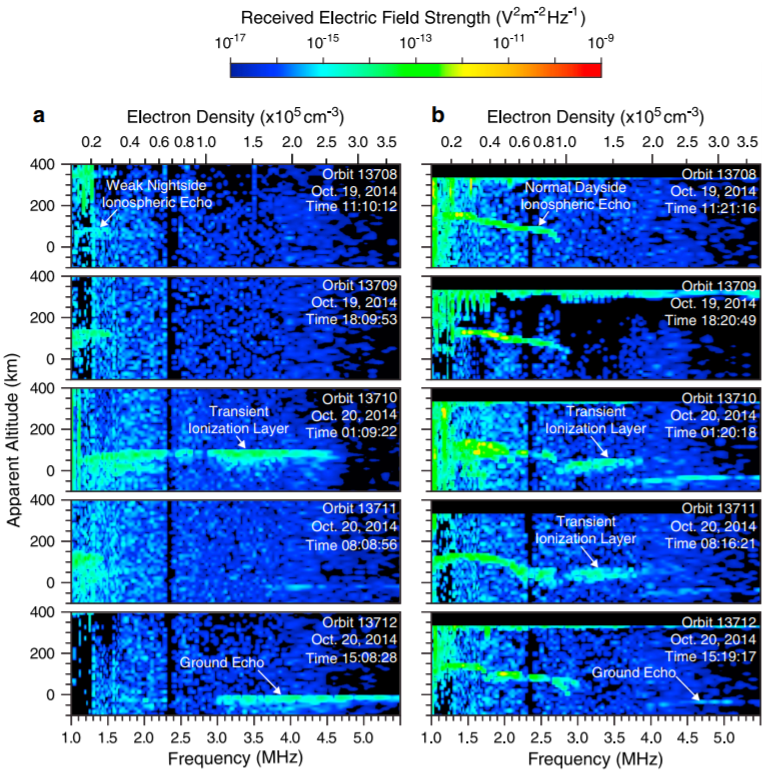 Received Electric Field Strength (V²m⁻²Hz⁻¹)
10⁻¹⁷ 10⁻¹⁵ 10⁻¹³ 10⁻¹¹ 10⁻⁹
a
Electron Density (x10⁵ cm⁻³)
0.2 0.4 0.6 0.8 1.0 1.5 2.0 2.5 3.0 3.5
b
Electron Density (x10⁵ cm⁻³)
0.2 0.4 0.6 0.8 1.0 1.5 2.0 2.5 3.0 3.5
Apparent Altitude (km)
400
200
0
Weak Nightside
Ionospheric Echo
Orbit 13708
Oct. 19, 2014
Time 11:10:12
Normal Dayside
Ionospheric Echo
Orbit 13708
Oct. 19, 2014
Time 11:21:16
400
200
0
Orbit 13709
Oct. 19, 2014
Time 18:09:53
Orbit 13709
Oct. 19, 2014
Time 18:20:49
400
200
0
Transient
Ionization Layer
Orbit 13710
Oct. 20, 2014
Time 01:09:22
Transient
Ionization Layer
Orbit 13710
Oct. 20, 2014
Time 01:20:18
400
200
0
Orbit 13711
Oct. 20, 2014
Time 08:08:56
Transient
Ionization Layer
Orbit 13711
Oct. 20, 2014
Time 08:16:21
400
200
0
Ground Echo
Orbit 13712
Oct. 20, 2014
Time 15:08:28
Ground Echo
Orbit 13712
Oct. 20, 2014
Time 15:19:17
1.0 1.5 2.0 2.5 3.0 3.5 4.0 4.5 5.0
Frequency (MHz)
1.0 1.5 2.0 2.5 3.0 3.5 4.0 4.5 5.0
Frequency (MHz)